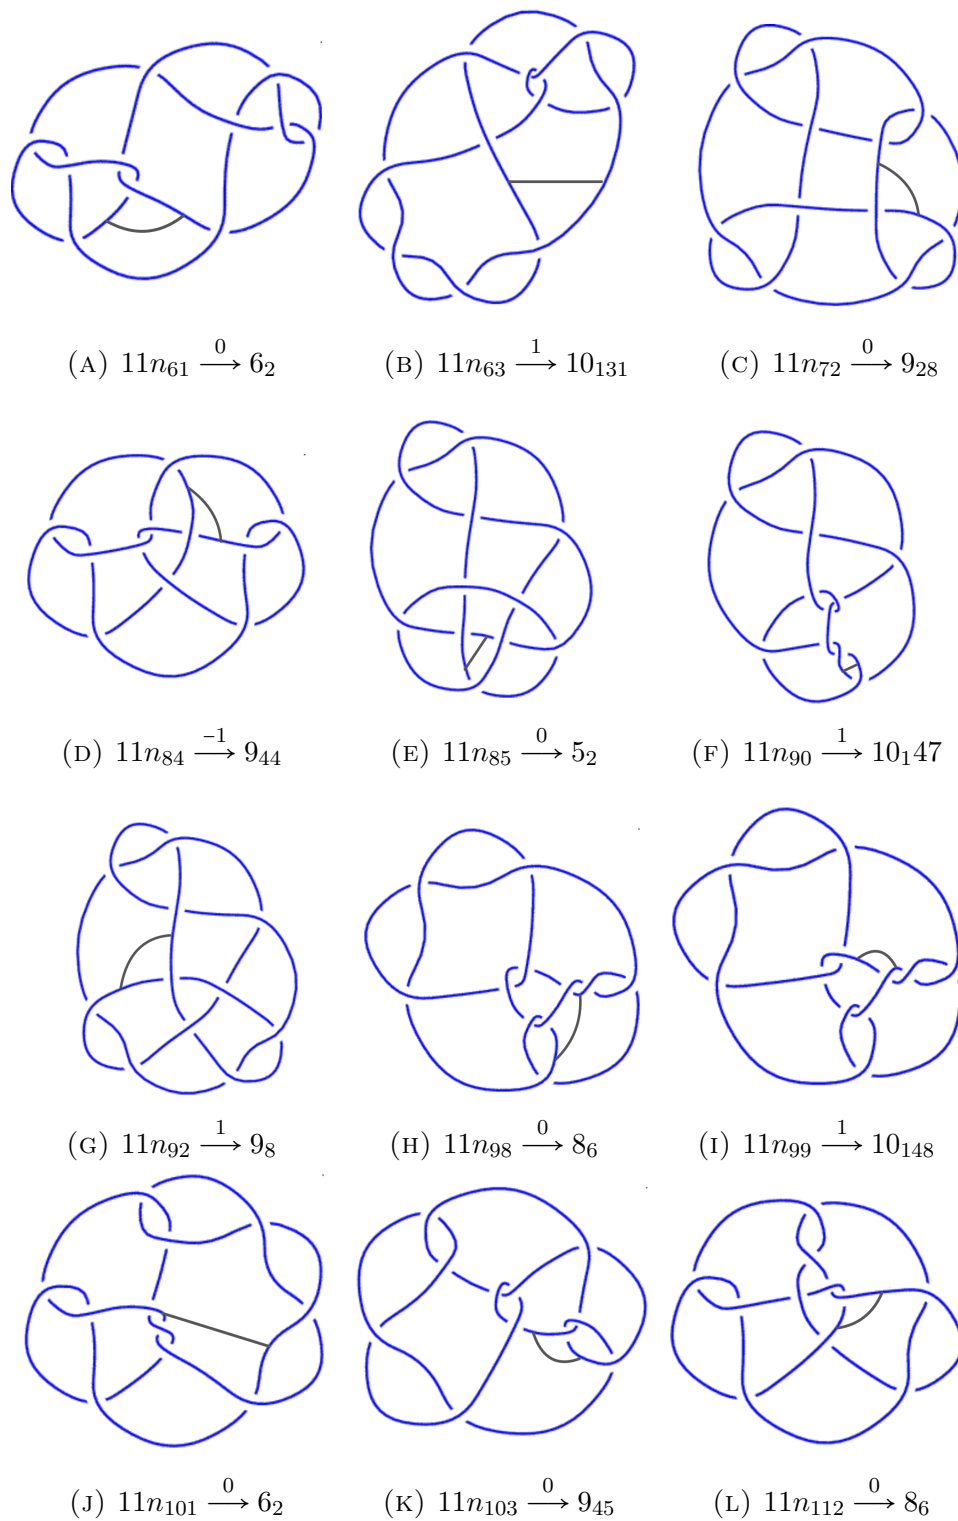 (A) 11n₆₁ —0→ 6₂
(B) 11n₆₃ —1→ 10₁₃₁
(C) 11n₇₂ —0→ 9₂₈
(D) 11n₈₄ —−1→ 9₄₄
(E) 11n₈₅ —0→ 5₂
(F) 11n₉₀ —1→ 10₁47
(G) 11n₉₂ —1→ 9₈
(H) 11n₉₈ —0→ 8₆
(I) 11n₉₉ —1→ 10₁₄₈
(J) 11n₁₀₁ —0→ 6₂
(K) 11n₁₀₃ —0→ 9₄₅
(L) 11n₁₁₂ —0→ 8₆